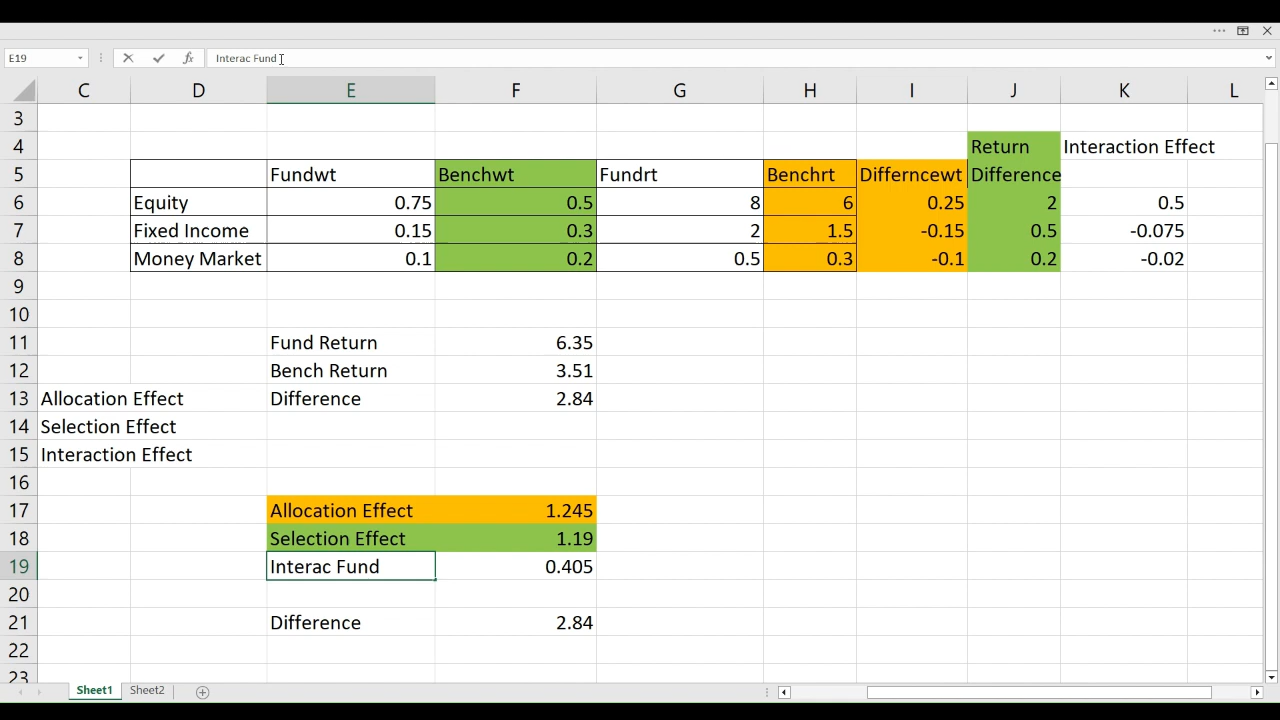 E19 Interac Fund
C D E F G H I J K L
3
4 Return Interaction Effect
5 Fundwt Benchwt Fundrt Benchrt Differncewt Difference
6 Equity 0.75 0.5 8 6 0.25 2 0.5
7 Fixed Income 0.15 0.3 2 1.5 -0.15 0.5 -0.075
8 Money Market 0.1 0.2 0.5 0.3 -0.1 0.2 -0.02
9
10
11 Fund Return 6.35
12 Bench Return 3.51
13 Allocation Effect Difference 2.84
14 Selection Effect
15 Interaction Effect
16
17 Allocation Effect 1.245
18 Selection Effect 1.19
19 Interac Fund 0.405
20
21 Difference 2.84
22
23
Sheet1 Sheet2